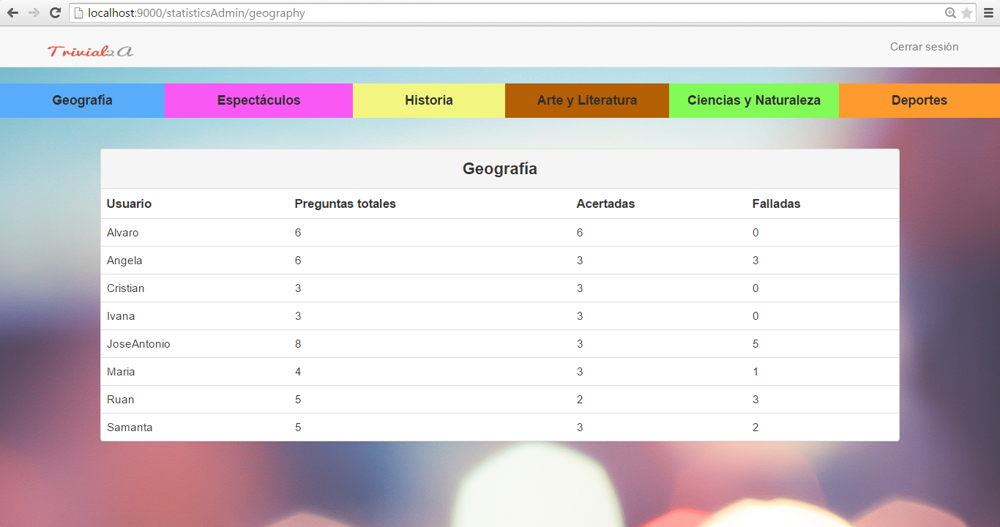 localhost:9000/statisticsAdmin/geography
Trivial2A Cerrar sesión
Geografía Espectáculos Historia Arte y Literatura Ciencias y Naturaleza Deportes
Geografía
Usuario Preguntas totales Acertadas Falladas
Alvaro 6 6 0
Angela 6 3 3
Cristian 3 3 0
Ivana 3 3 0
JoseAntonio 8 3 5
Maria 4 3 1
Ruan 5 2 3
Samanta 5 3 2